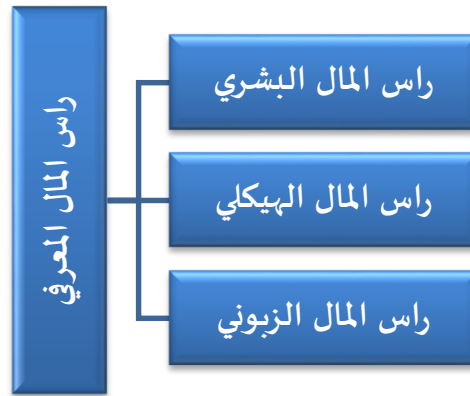 راس المال المعرفي
راس المال البشري
راس المال الهيكلي
راس المال الزبوني